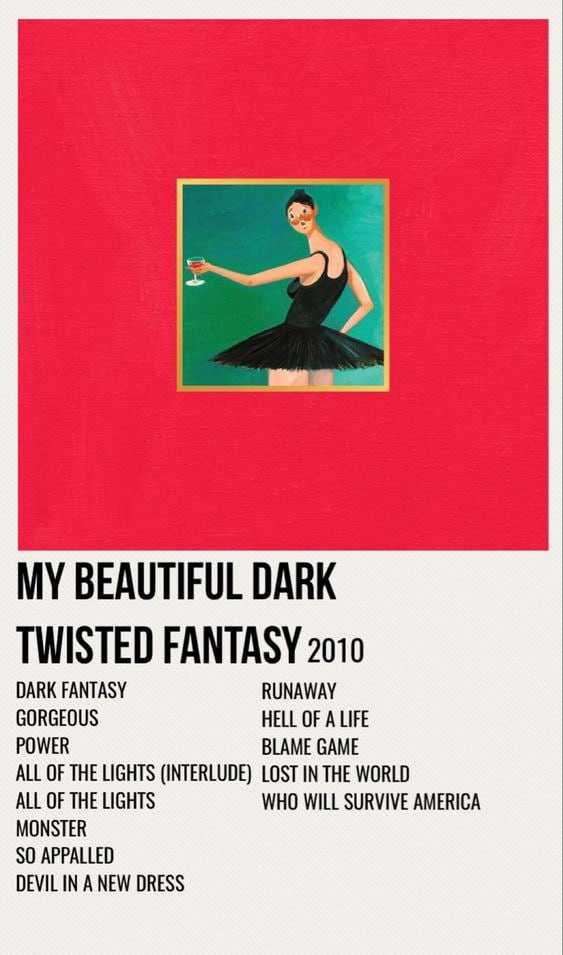 MY BEAUTIFUL DARK
TWISTED FANTASY 2010
DARK FANTASY
GORGEOUS
POWER
ALL OF THE LIGHTS (INTERLUDE)
ALL OF THE LIGHTS
MONSTER
SO APPALLED
DEVIL IN A NEW DRESS
RUNAWAY
HELL OF A LIFE
BLAME GAME
LOST IN THE WORLD
WHO WILL SURVIVE AMERICA